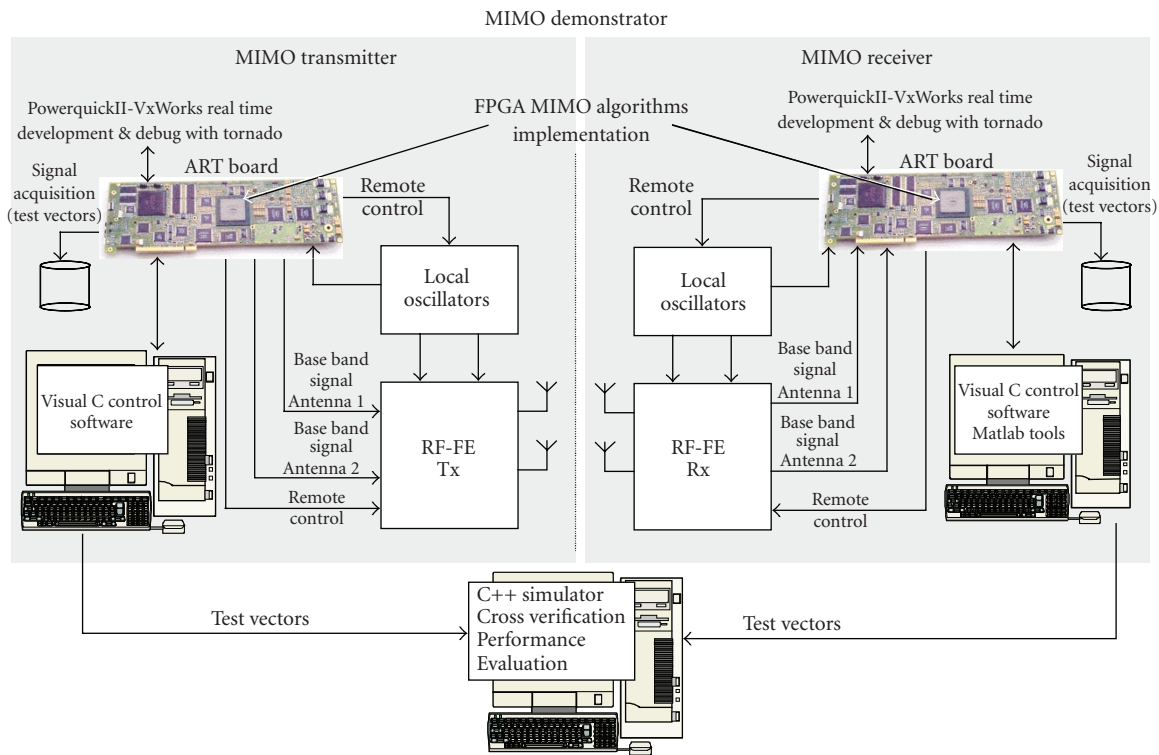 MIMO demonstrator
MIMO transmitter
PowerquickII-VxWorks real time
development & debug with tornado
Signal
acquisition
(test vectors)
ART board
Remote
control
Local
oscillators
Visual C control
software
Base band
signal
Antenna 1
Base band
signal
Antenna 2
Remote
control
RF-FE
Tx
FPGA MIMO algorithms
implementation
MIMO receiver
PowerquickII-VxWorks real time
development & debug with tornado
ART board
Signal
acquisition
(test vectors)
Remote
control
Local
oscillators
RF-FE
Rx
Base band
signal
Antenna 1
Base band
signal
Antenna 2
Remote
control
Visual C control
software
Matlab tools
Test vectors
C++ simulator
Cross verification
Performance
Evaluation
Test vectors